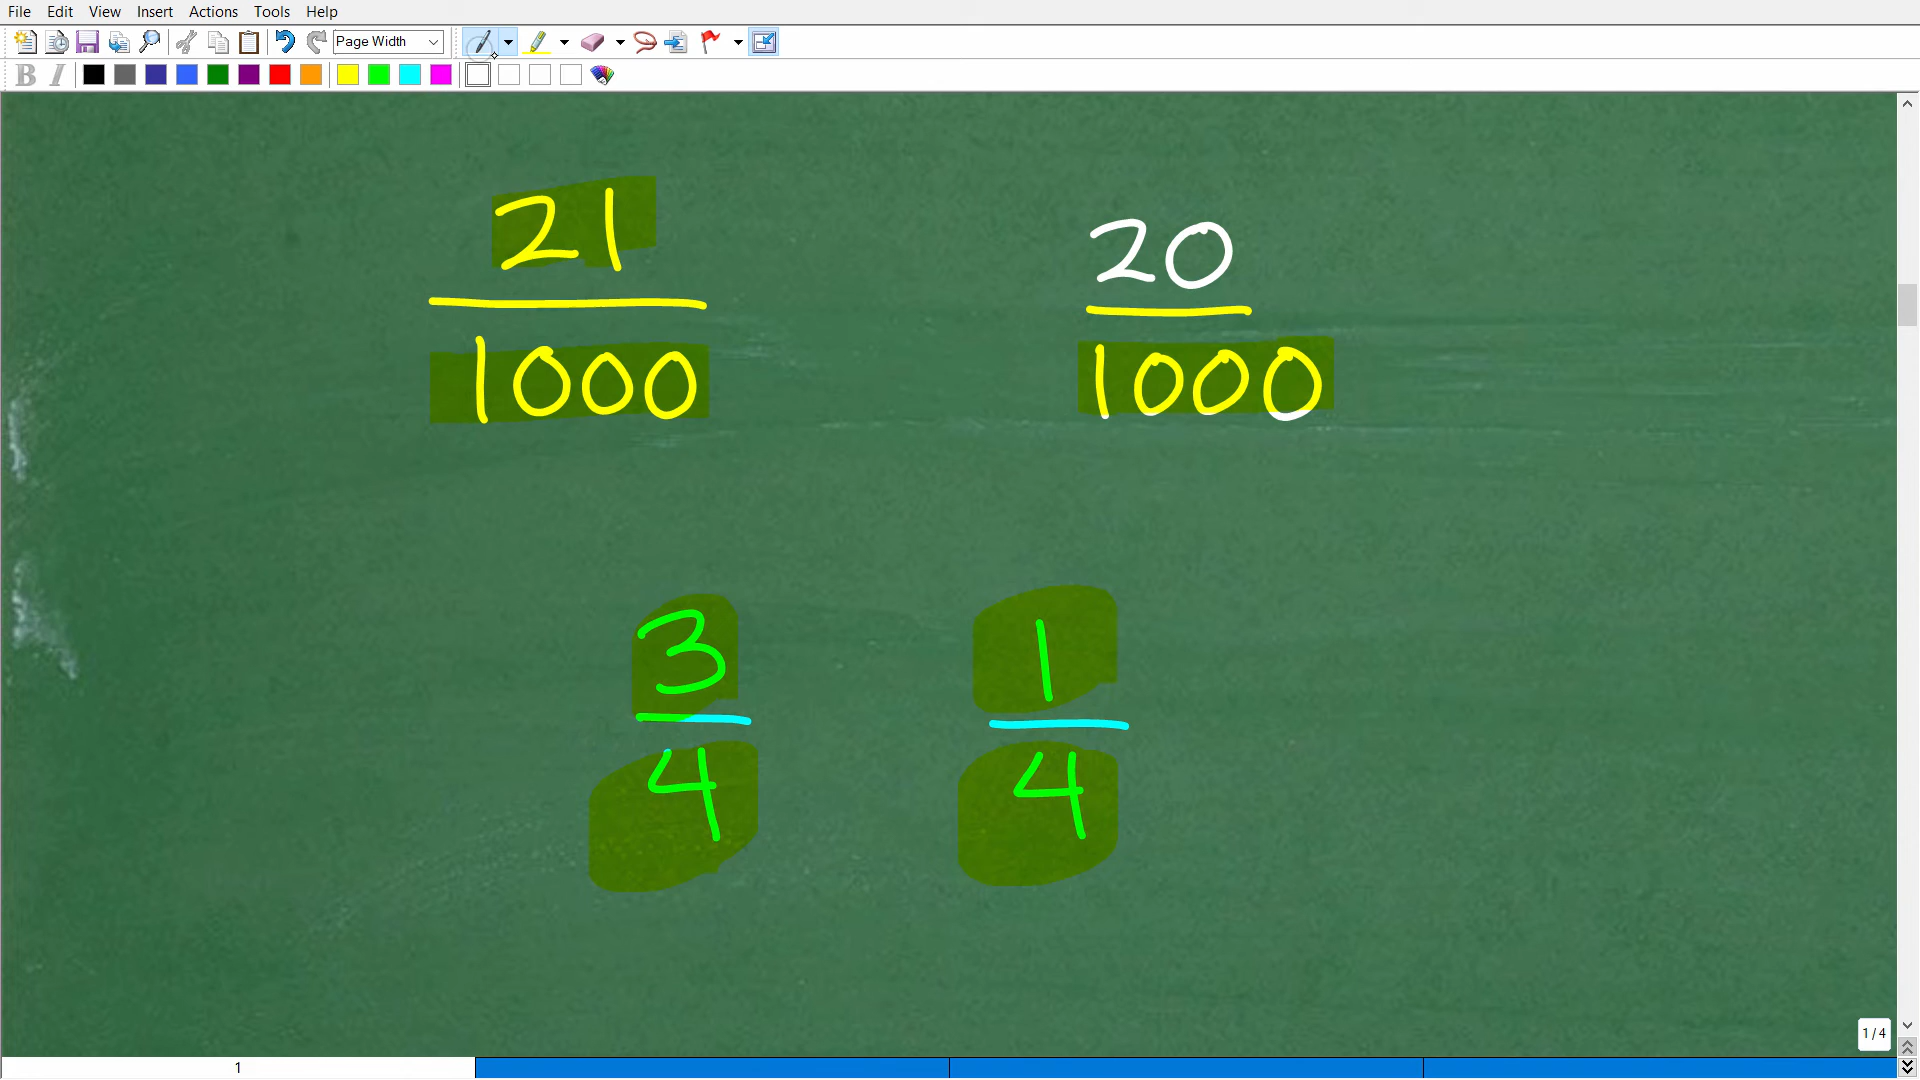 File Edit View Insert Actions Tools Help
Page Width
B I
21 20
1000 1000
3 1
4 4
1 / 4
1